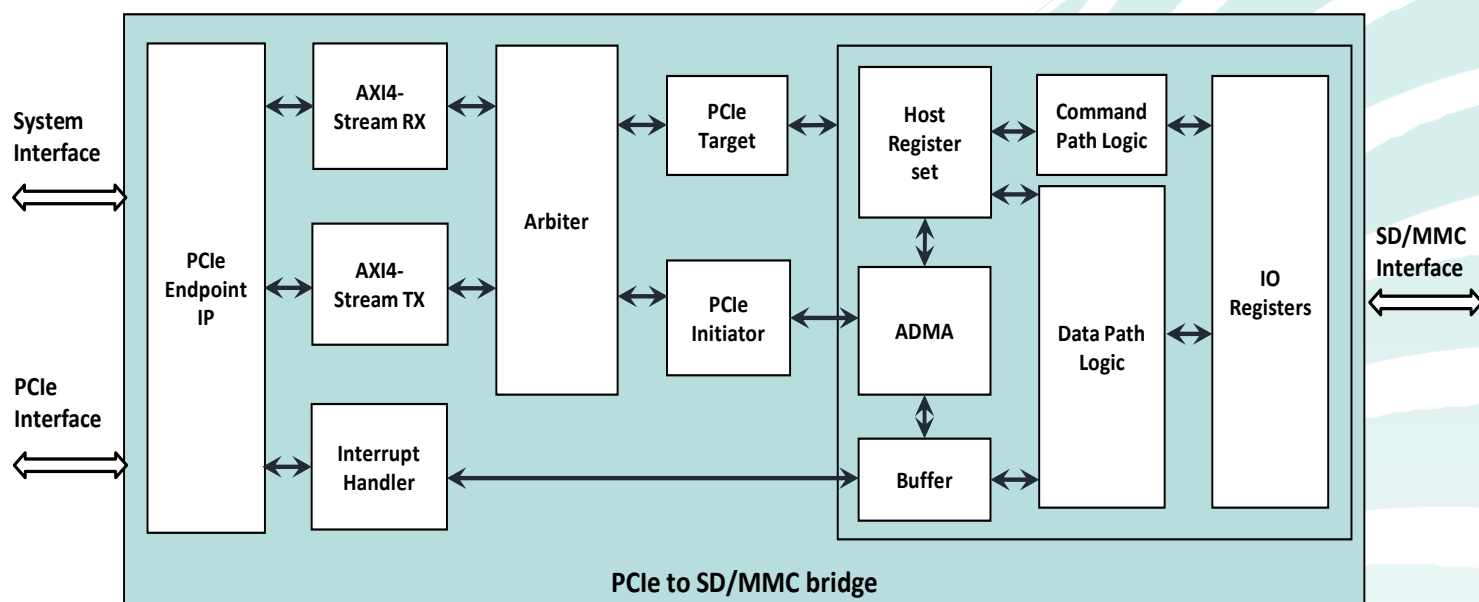 System
Interface
PCIe
Interface
PCIe
Endpoint
IP
AXI4-
Stream RX
AXI4-
Stream TX
Interrupt
Handler
Arbiter
PCIe
Target
PCIe
Initiator
Host
Register
set
ADMA
Buffer
Command
Path Logic
Data Path
Logic
IO
Registers
SD/MMC
Interface
PCIe to SD/MMC bridge